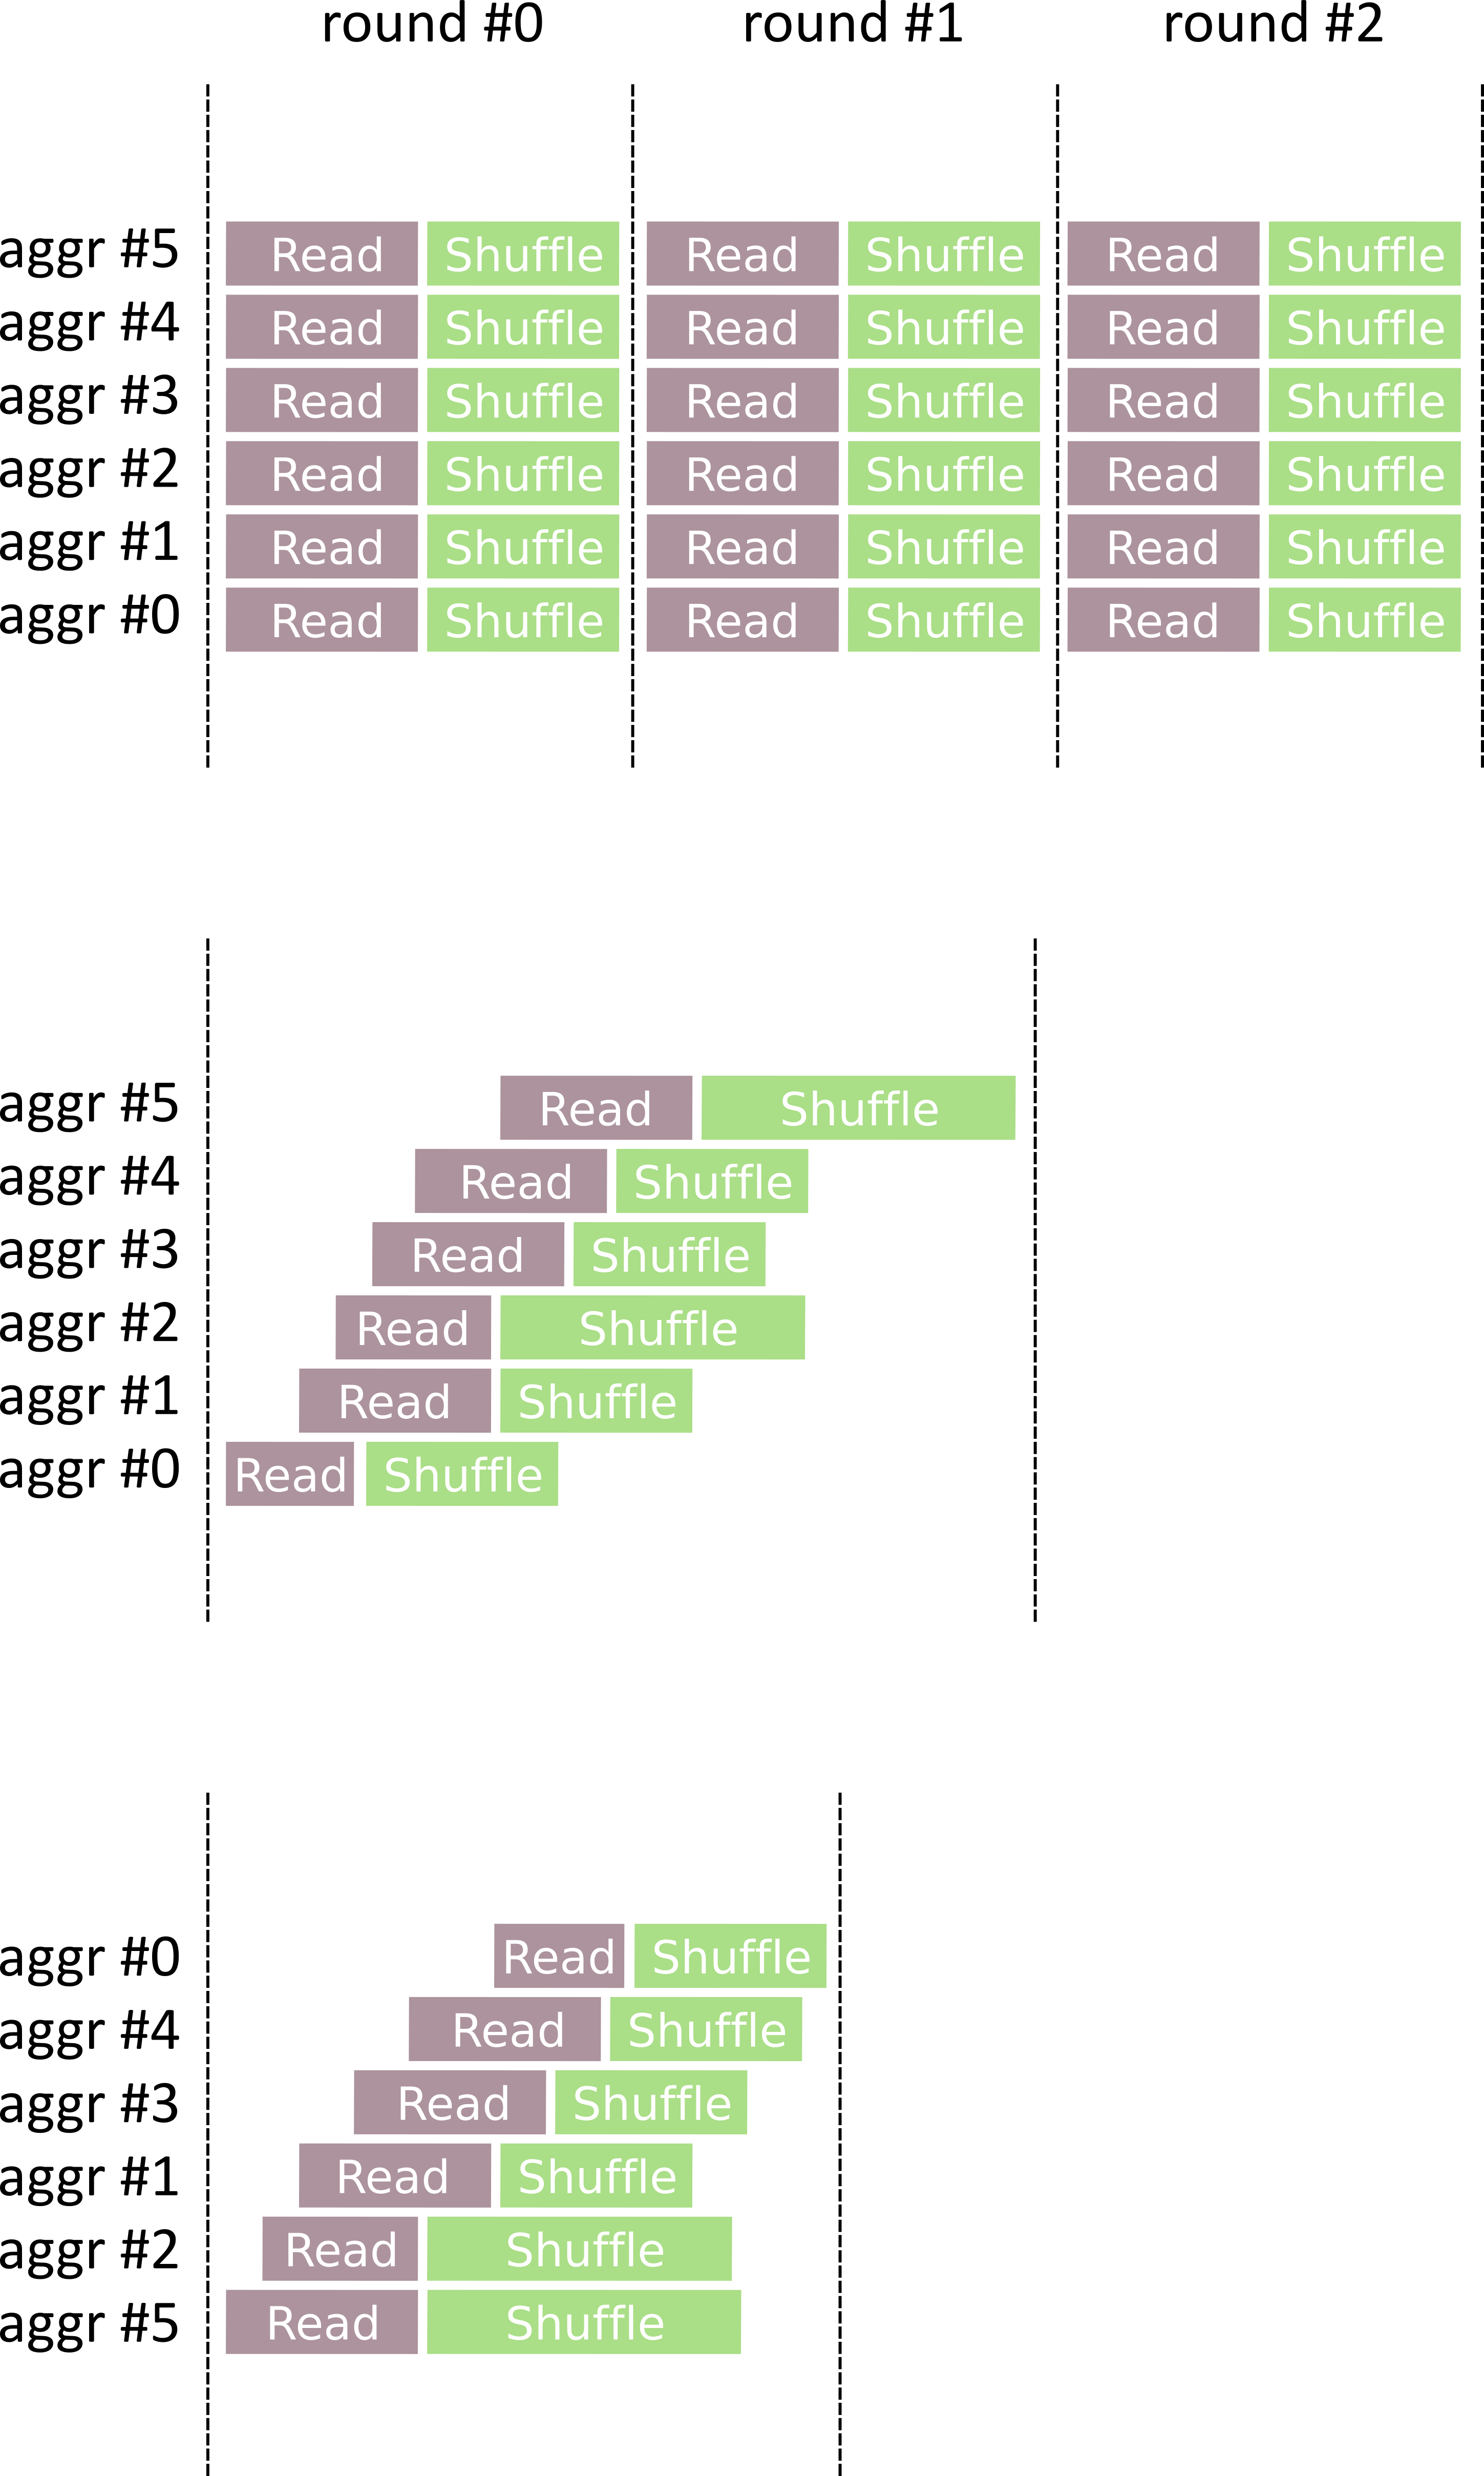 round #0 round #1 round #2
aggr #5 Read Shuffle Read Shuffle Read Shuffle
aggr #4 Read Shuffle Read Shuffle Read Shuffle
aggr #3 Read Shuffle Read Shuffle Read Shuffle
aggr #2 Read Shuffle Read Shuffle Read Shuffle
aggr #1 Read Shuffle Read Shuffle Read Shuffle
aggr #0 Read Shuffle Read Shuffle Read Shuffle
aggr #5 Read Shuffle
aggr #4 Read Shuffle
aggr #3 Read Shuffle
aggr #2 Read Shuffle
aggr #1 Read Shuffle
aggr #0 Read Shuffle
aggr #0 Read Shuffle
aggr #4 Read Shuffle
aggr #3 Read Shuffle
aggr #1 Read Shuffle
aggr #2 Read Shuffle
aggr #5 Read Shuffle